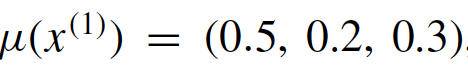 μ(x⁽¹⁾) = (0.5, 0.2, 0.3).